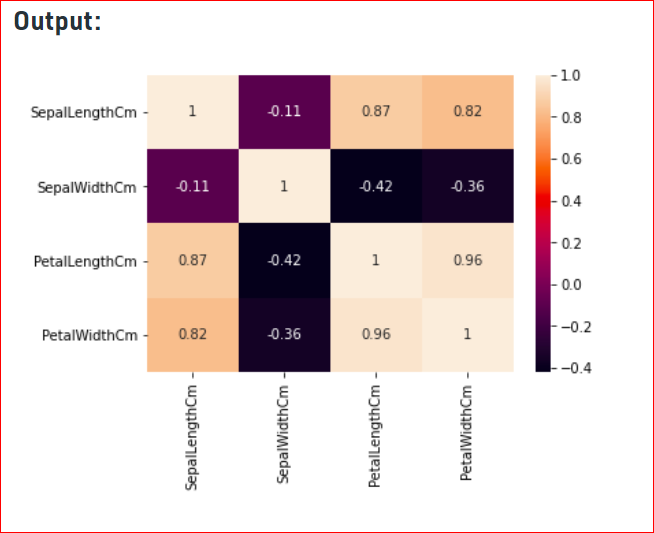 Output:
SepalLengthCm 1 -0.11 0.87 0.82
SepalWidthCm -0.11 1 -0.42 -0.36
PetalLengthCm 0.87 -0.42 1 0.96
PetalWidthCm 0.82 -0.36 0.96 1
SepalLengthCm
SepalWidthCm
PetalLengthCm
PetalWidthCm
1.0
0.8
0.6
0.4
0.2
0.0
−0.2
−0.4